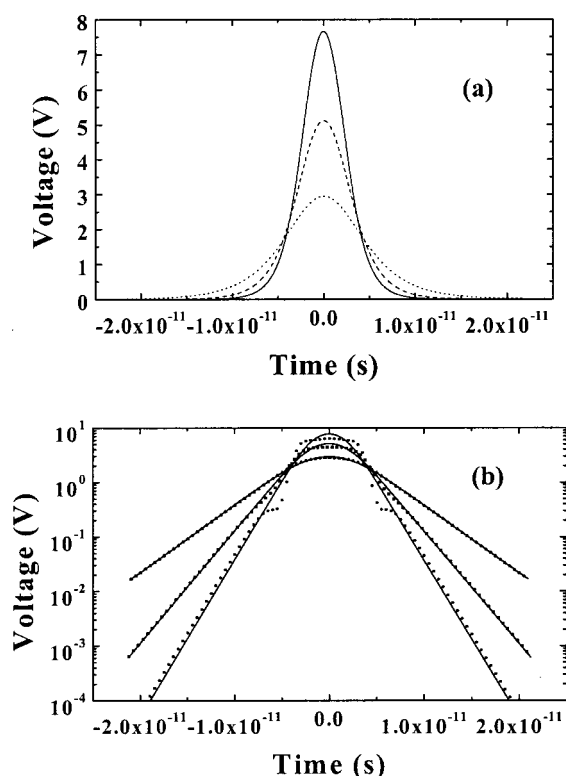 8
7
6
5
4
3
2
1
0
Voltage (V)
(a)
-2.0x10⁻¹¹ -1.0x10⁻¹¹ 0.0 1.0x10⁻¹¹ 2.0x10⁻¹¹
Time (s)
10¹
10⁰
10⁻¹
10⁻²
10⁻³
10⁻⁴
Voltage (V)
(b)
-2.0x10⁻¹¹ -1.0x10⁻¹¹ 0.0 1.0x10⁻¹¹ 2.0x10⁻¹¹
Time (s)